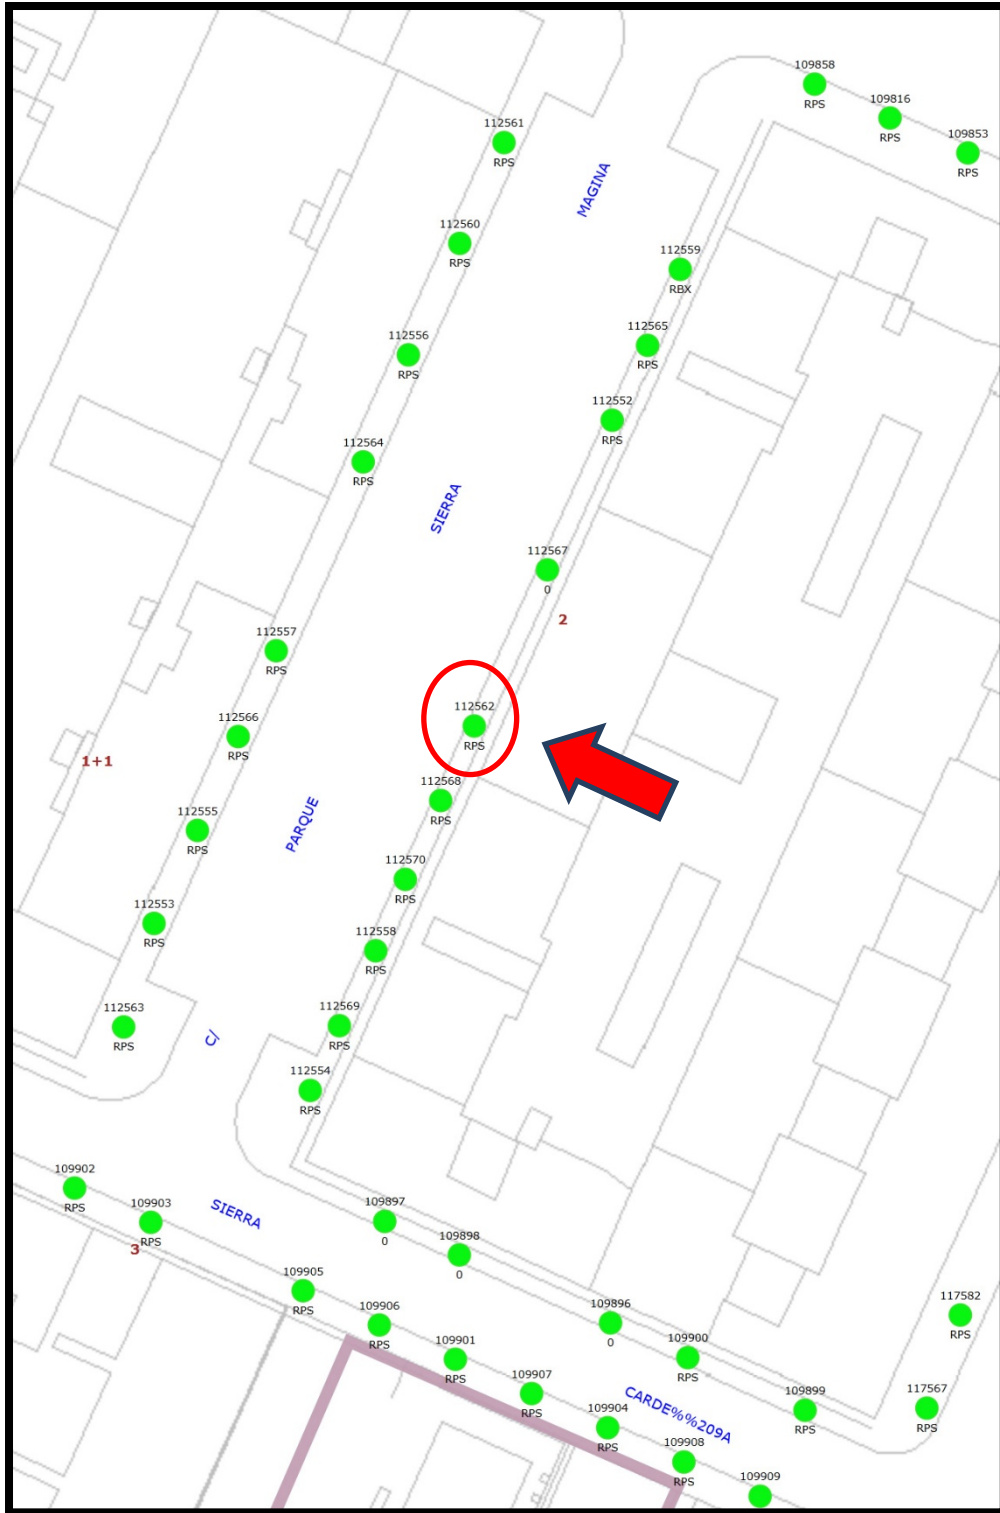 109858
RPS
109816
RPS
109853
RPS
112561
RPS
MAGINA
112560
RPS
112559
RBX
112565
RPS
112556
RPS
112552
RPS
112564
RPS
SIERRA
112567
0
2
112557
RPS
112562
RPS
112566
RPS
1+1
112568
RPS
112555
RPS
PARQUE
112570
RPS
112553
RPS
112558
RPS
112563
RPS
C/
112569
RPS
112554
RPS
109902
RPS
109903
RPS
3
SIERRA
109897
0
109898
0
109905
RPS
109906
RPS
109896
0
117582
RPS
109901
RPS
109900
RPS
109907
RPS
CARDE%%209A
109899
RPS
117567
RPS
109904
RPS
109908
RPS
109909